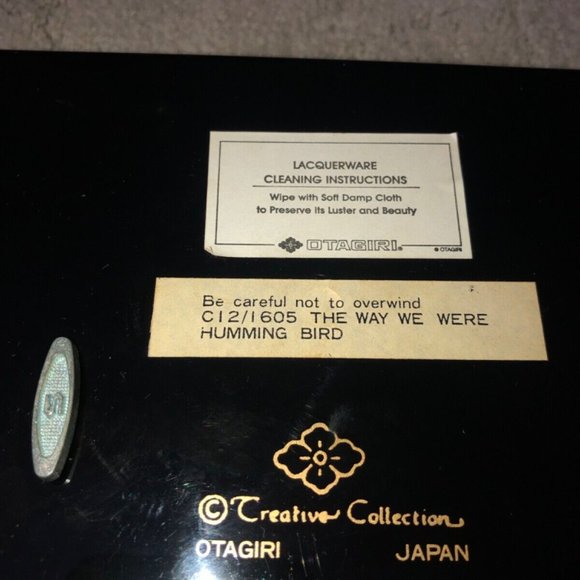 LACQUERWARE
CLEANING INSTRUCTIONS
Wipe with Soft Damp Cloth
to Preserve Its Luster and Beauty
OTAGIRI®
© OTAGIRI
Be careful not to overwind
C12/1605 THE WAY WE WERE
HUMMING BIRD
S
© Creative Collection
OTAGIRI JAPAN